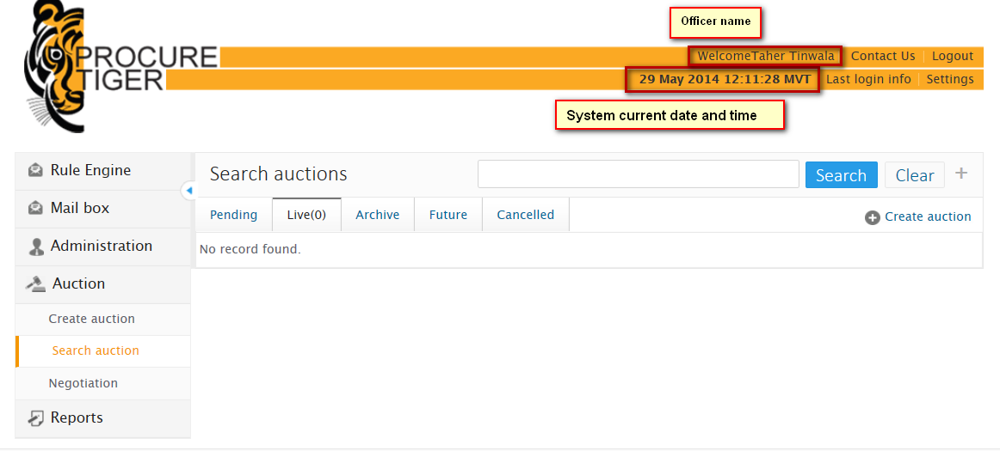 Officer name
PROCURE
TIGER
WelcomeTaher Tinwala Contact Us Logout
29 May 2014 12:11:28 MVT Last login info Settings
System current date and time
Rule Engine
Mail box
Administration
Auction
Create auction
Search auction
Negotiation
Reports
Search auctions Search Clear +
Pending Live(0) Archive Future Cancelled Create auction
No record found.